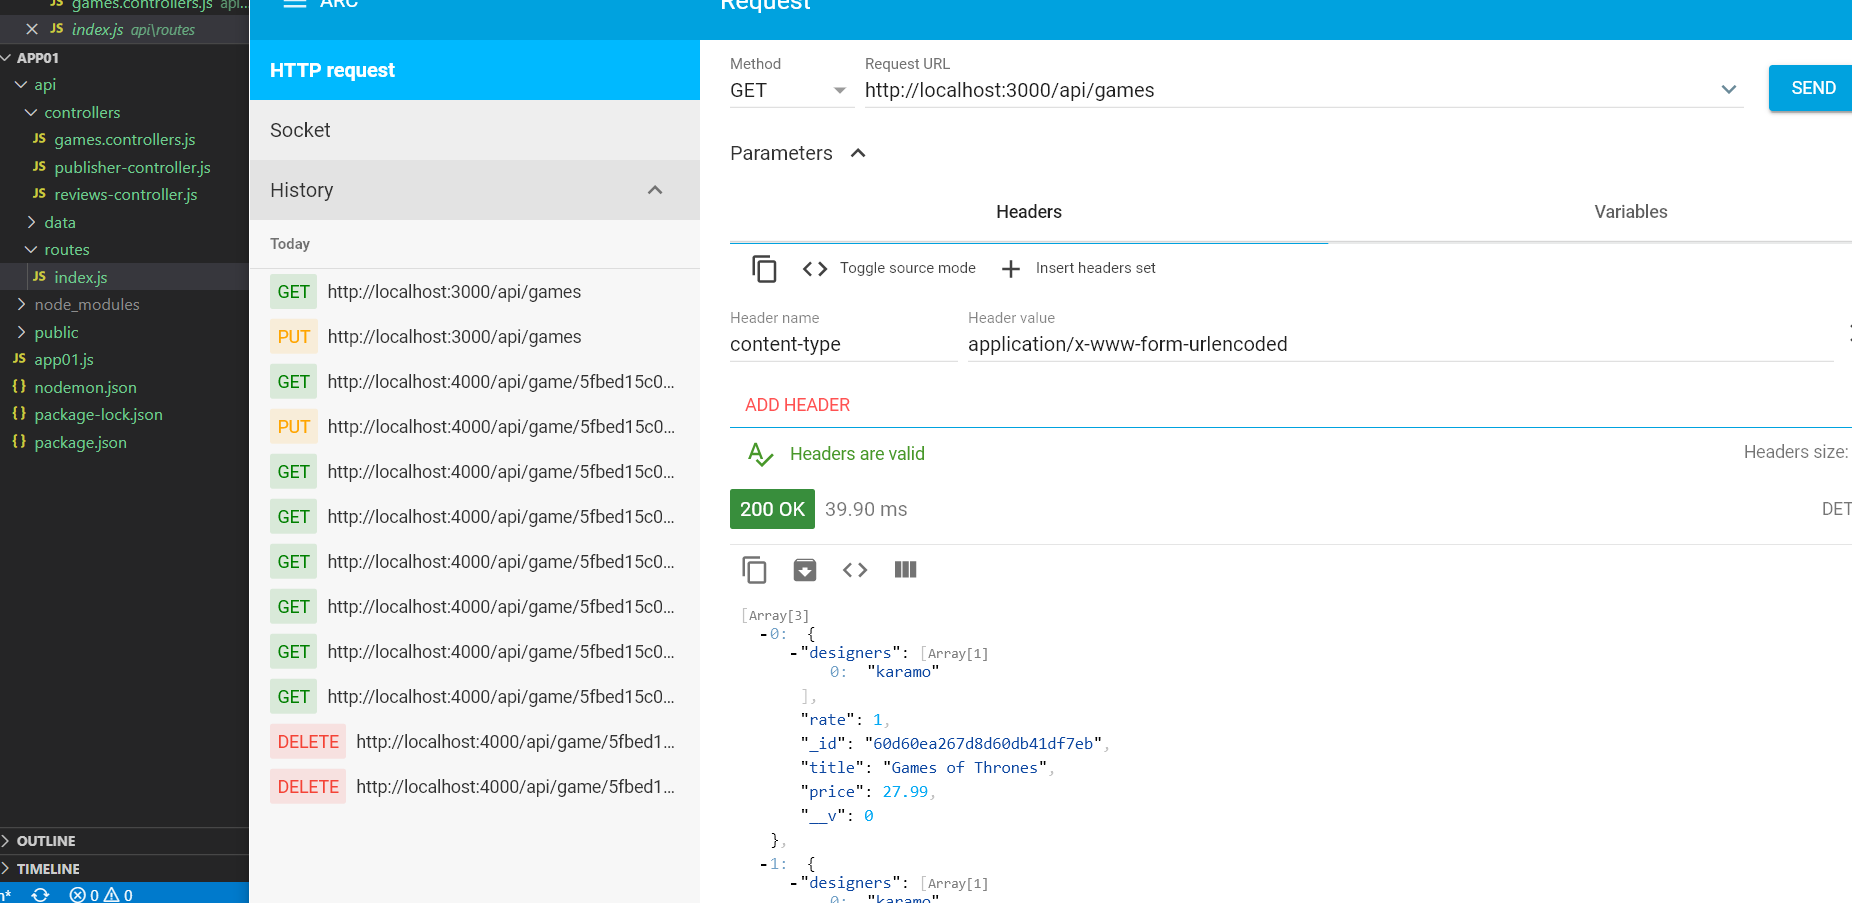 JS games.controllers.js api...
JS index.js api\routes
APP01
api
controllers
JS games.controllers.js
JS publisher-controller.js
JS reviews-controller.js
data
routes
JS index.js
node_modules
public
JS app01.js
{} nodemon.json
{} package-lock.json
{} package.json
OUTLINE
TIMELINE
0 0
ARC
HTTP request
Socket
History
Today
GET http://localhost:3000/api/games
PUT http://localhost:3000/api/games
GET http://localhost:4000/api/game/5fbed15c0...
PUT http://localhost:4000/api/game/5fbed15c0...
GET http://localhost:4000/api/game/5fbed15c0...
GET http://localhost:4000/api/game/5fbed15c0...
GET http://localhost:4000/api/game/5fbed15c0...
GET http://localhost:4000/api/game/5fbed15c0...
GET http://localhost:4000/api/game/5fbed15c0...
GET http://localhost:4000/api/game/5fbed15c0...
DELETE http://localhost:4000/api/game/5fbed1...
DELETE http://localhost:4000/api/game/5fbed1...
Request
Method Request URL
GET http://localhost:3000/api/games
SEND
Parameters
Headers Variables
Toggle source mode Insert headers set
Header name Header value
content-type application/x-www-form-urlencoded
ADD HEADER
Headers are valid Headers size:
200 OK 39.90 ms DET
[Array[3]
-0: {
-"designers": [Array[1]
0: "karamo"
],
"rate": 1,
"_id": "60d60ea267d8d60db41df7eb",
"title": "Games of Thrones",
"price": 27.99,
"__v": 0
},
-1: {
-"designers": [Array[1]
0: "karamo"